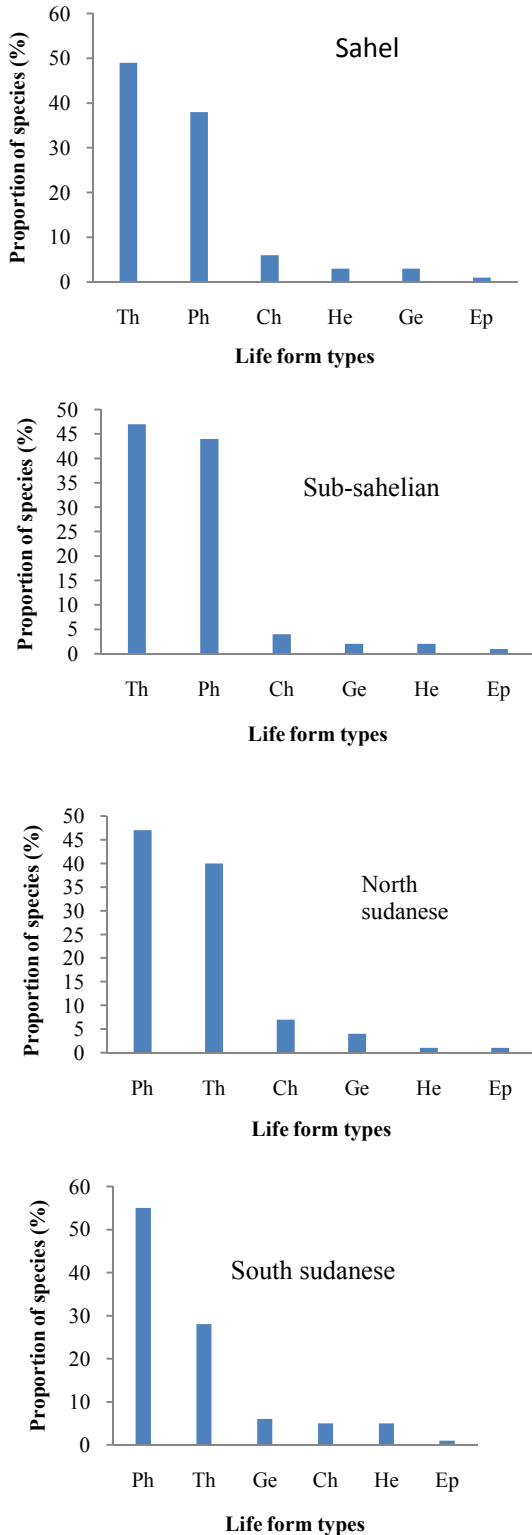 Sahel
Proportion of species (%)
60
50
40
30
20
10
0
Th Ph Ch He Ge Ep
Life form types
Sub-sahelian
Proportion of species (%)
50
45
40
35
30
25
20
15
10
5
0
Th Ph Ch Ge He Ep
Life form types
North
sudanese
Proportion of species (%)
50
45
40
35
30
25
20
15
10
5
0
Ph Th Ch Ge He Ep
Life form types
South sudanese
Proportion of species (%)
60
50
40
30
20
10
0
Ph Th Ge Ch He Ep
Life form types